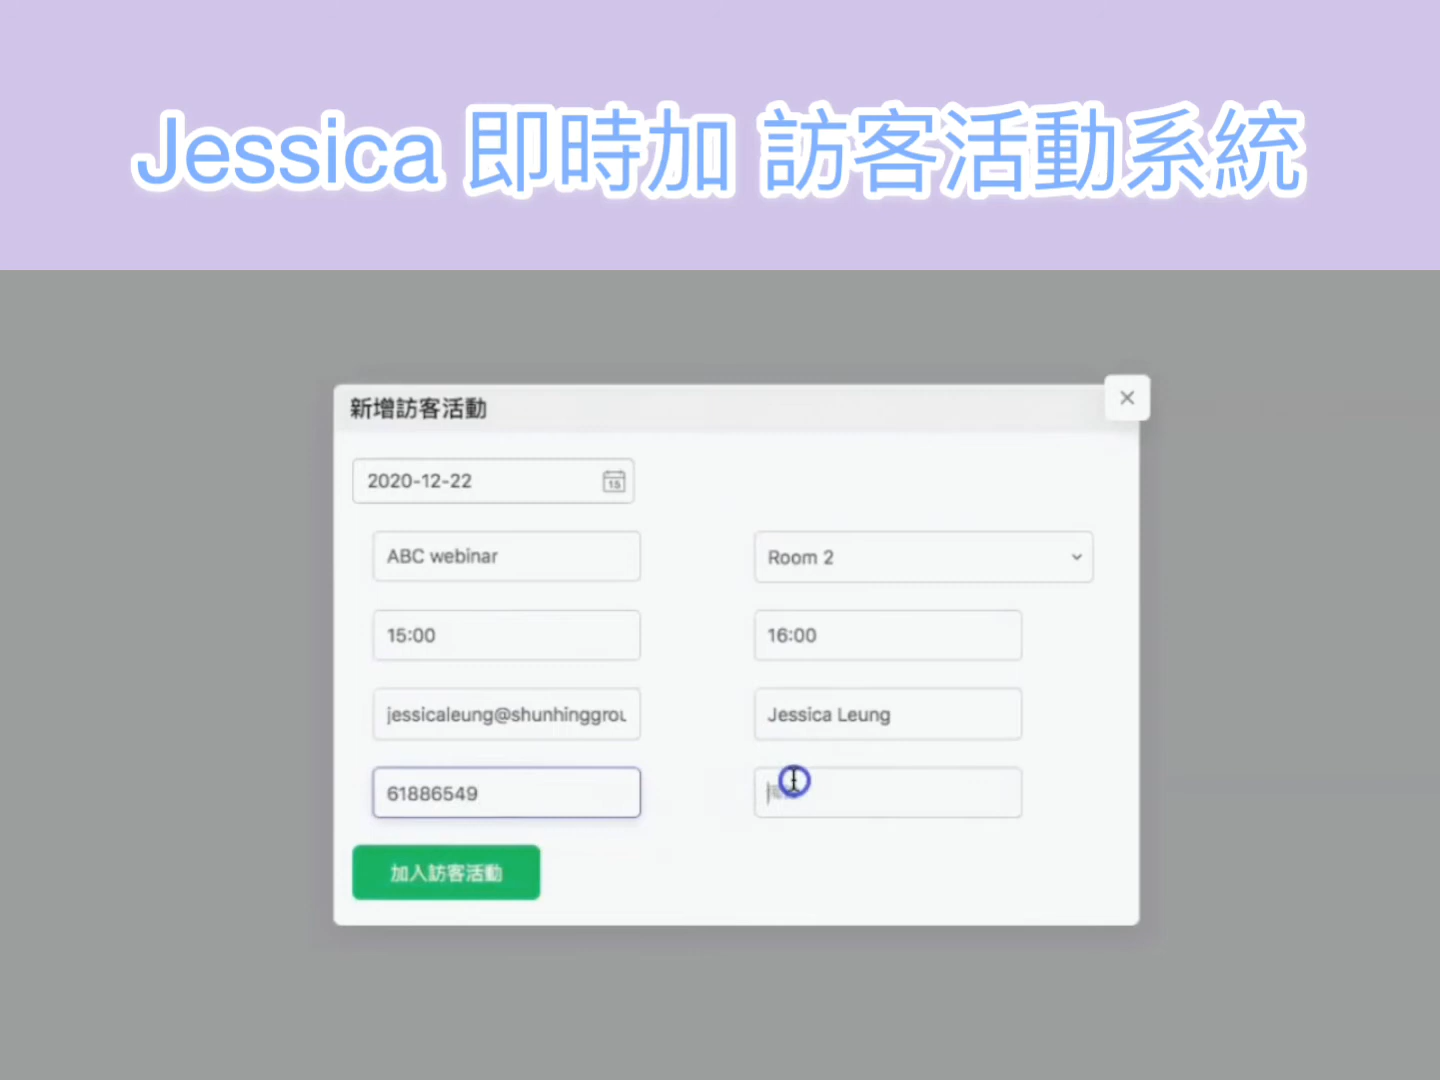 Jessica 即時加 訪客活動系統
新增訪客活動
2020-12-22
15
ABC webinar
Room 2
15:00
16:00
jessicaleung@shunhinggrou
Jessica Leung
61886549
加入訪客活動